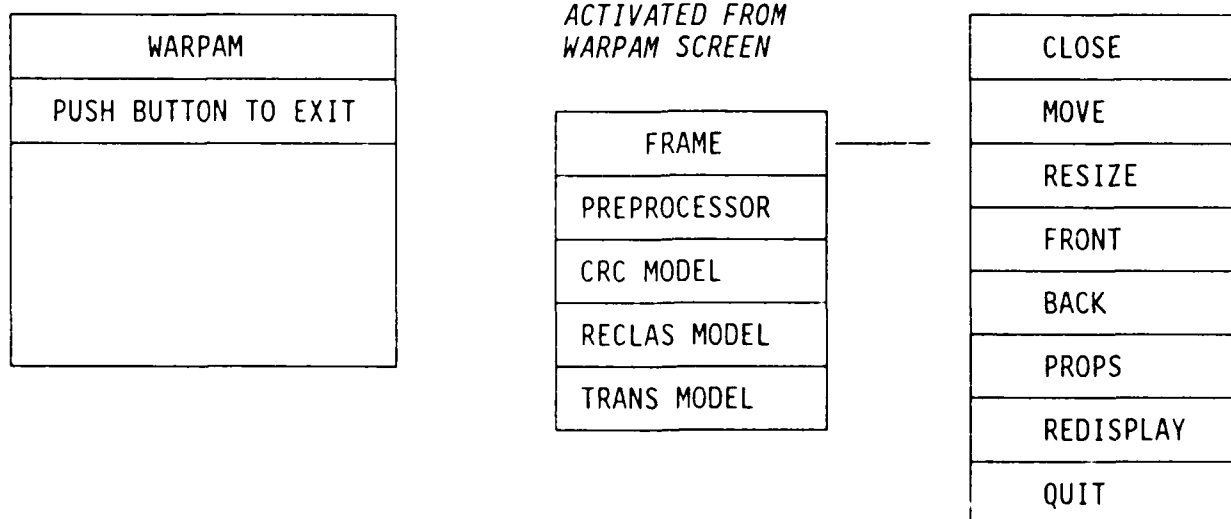 WARPAM
PUSH BUTTON TO EXIT
ACTIVATED FROM
WARPAM SCREEN
FRAME
PREPROCESSOR
CRC MODEL
RECLAS MODEL
TRANS MODEL
CLOSE
MOVE
RESIZE
FRONT
BACK
PROPS
REDISPLAY
QUIT